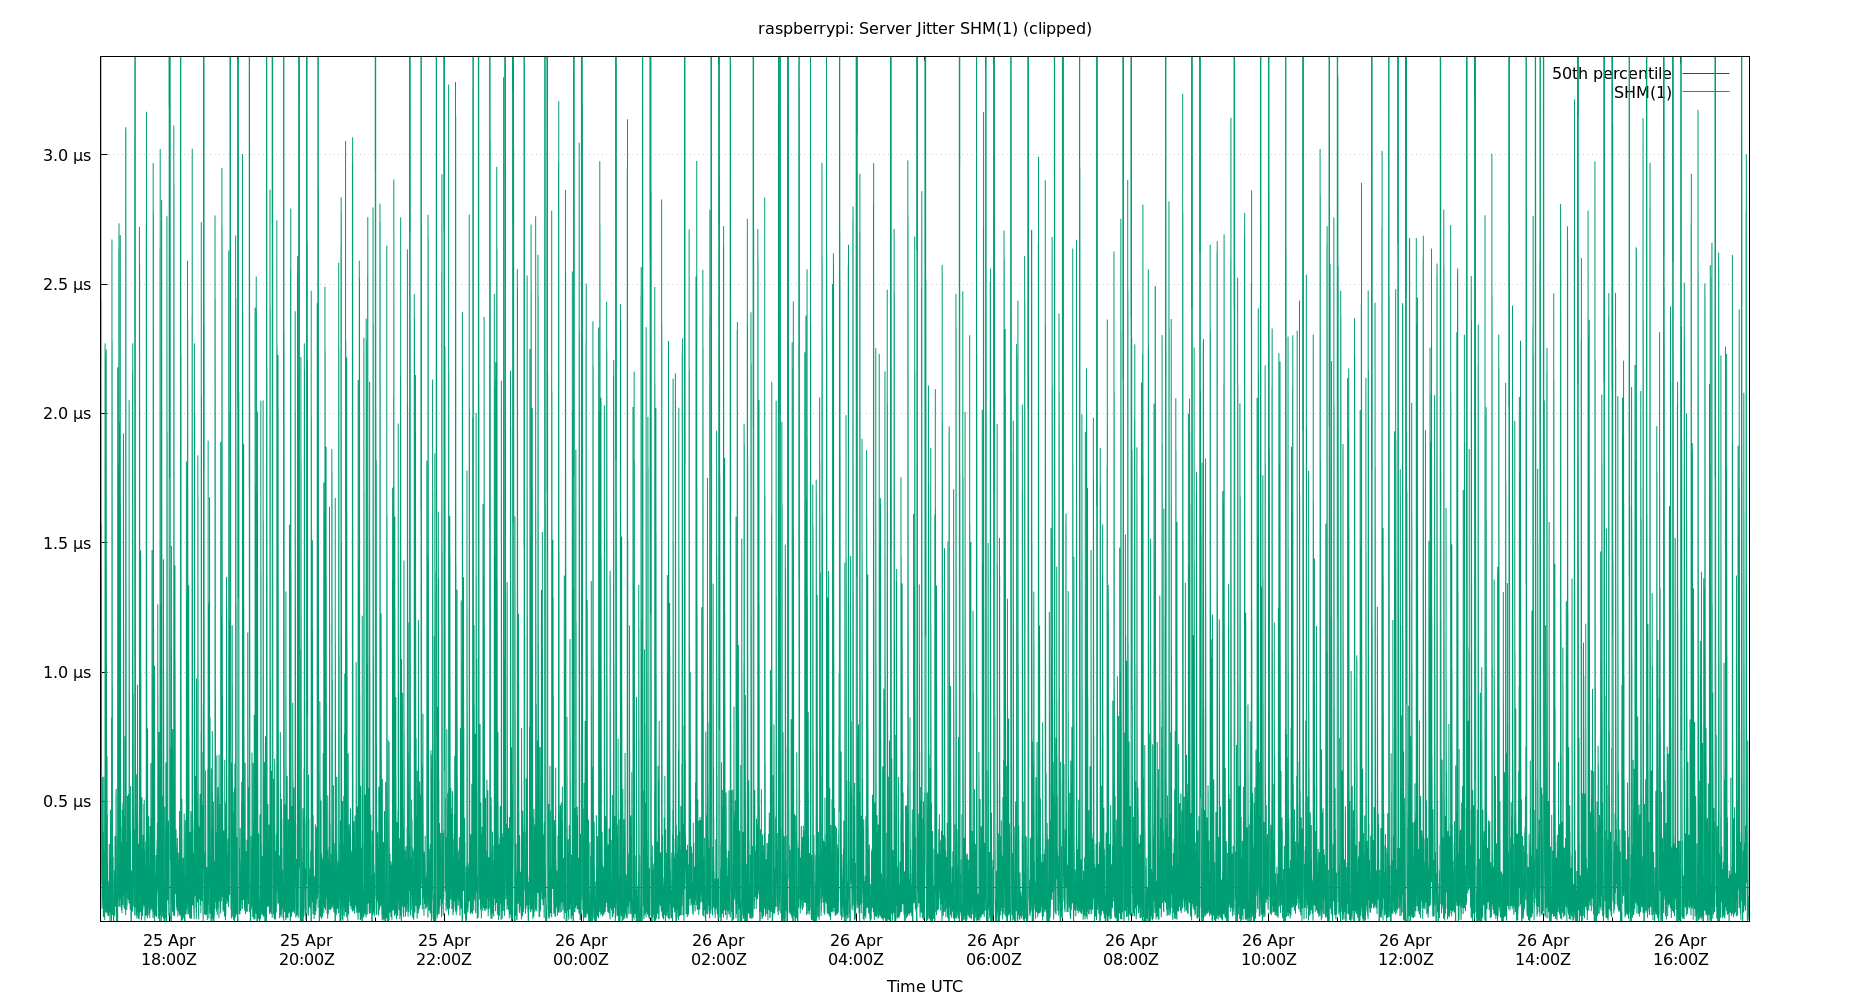 raspberrypi: Server Jitter SHM(1) (clipped)
50th percentile
SHM(1)
3.0 µs
2.5 µs
2.0 µs
1.5 µs
1.0 µs
0.5 µs
25 Apr 25 Apr 25 Apr 26 Apr 26 Apr 26 Apr 26 Apr 26 Apr 26 Apr 26 Apr 26 Apr 26 Apr
18:00Z 20:00Z 22:00Z 00:00Z 02:00Z 04:00Z 06:00Z 08:00Z 10:00Z 12:00Z 14:00Z 16:00Z
Time UTC